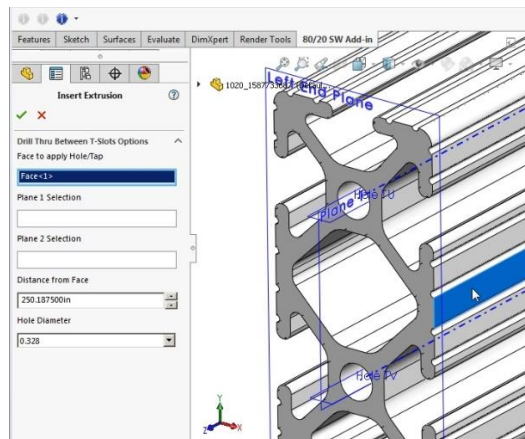 Features Sketch Surfaces Evaluate DimXpert Render Tools 80/20 SW Add-in
Insert Extrusion
Drill Thru Between T-Slots Options
Face to apply Hole/Tap
Face<1>
Plane 1 Selection
Plane 2 Selection
Distance from Face
250.187500in
Hole Diameter
0.328
Left End Plane
Plane
Hole TU
Hole TV
Y
Z
X